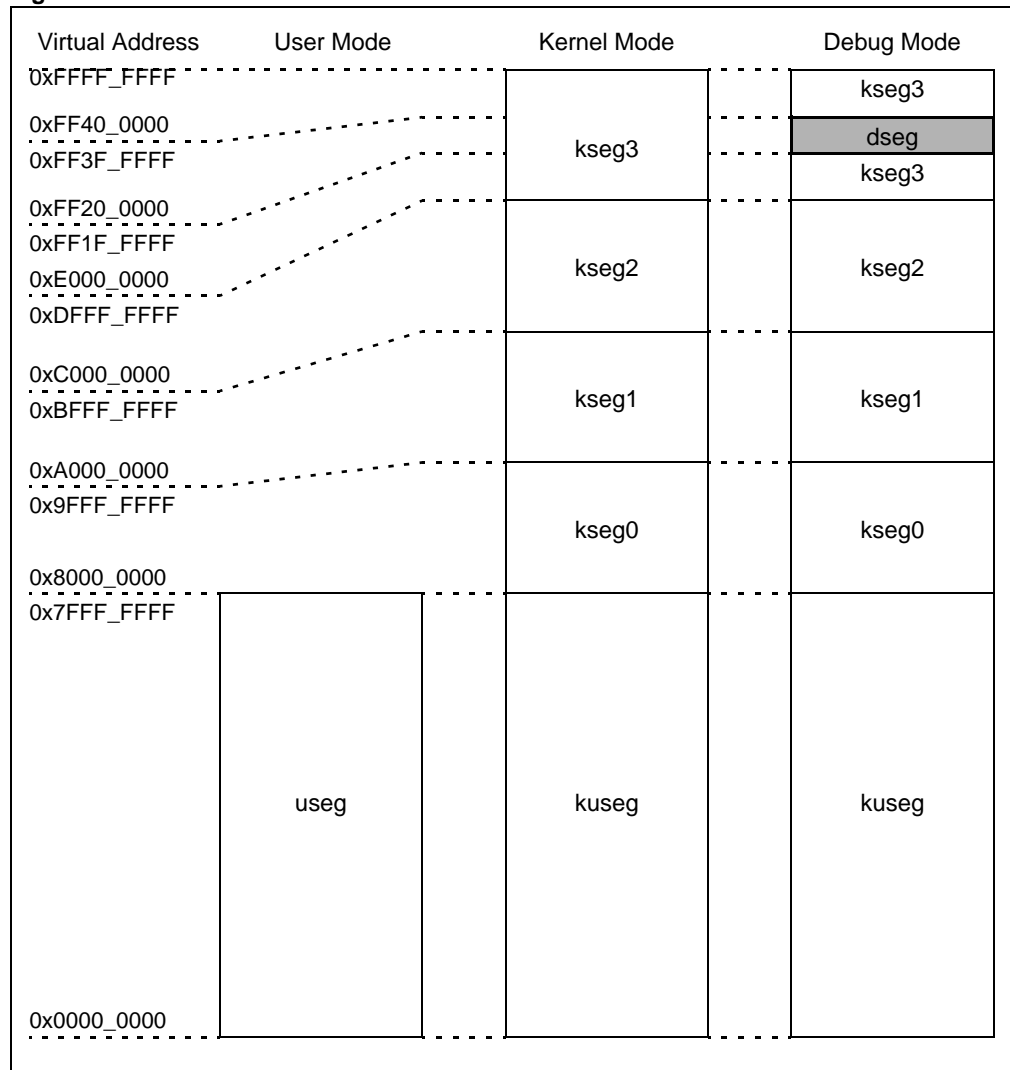 Virtual Address User Mode Kernel Mode Debug Mode
0xFFFF_FFFF
kseg3
0xFF40_0000
dseg
kseg3
0xFF3F_FFFF
kseg3
0xFF20_0000
0xFF1F_FFFF
kseg2 kseg2
0xE000_0000
0xDFFF_FFFF
0xC000_0000
kseg1 kseg1
0xBFFF_FFFF
0xA000_0000
0x9FFF_FFFF
kseg0 kseg0
0x8000_0000
0x7FFF_FFFF
useg kuseg kuseg
0x0000_0000